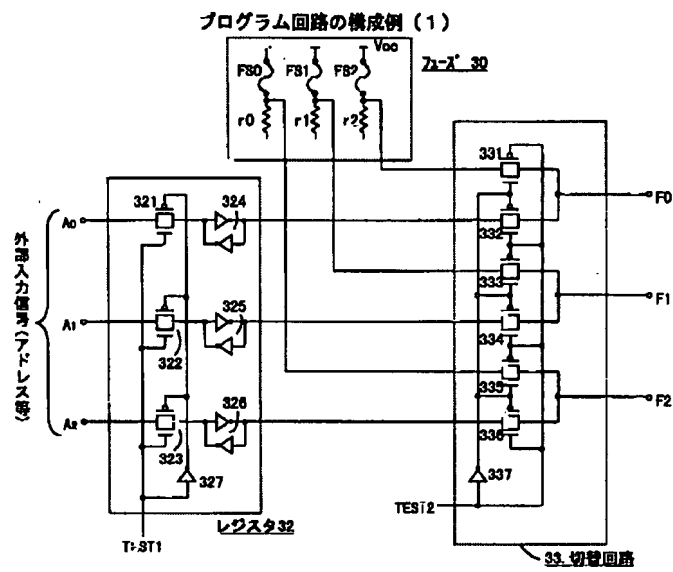 プログラム回路の構成例 (1)
Vcc
フューズ 30
FS0
FS1
FS2
r0
r1
r2
331
321
324
A0
F0
332
333
外部入力信号(アドレス等)
325
A1
F1
322
334
335
326
A2
F2
323
336
327
337
TEST2
レジスタ32
TEST1
33.切替回路